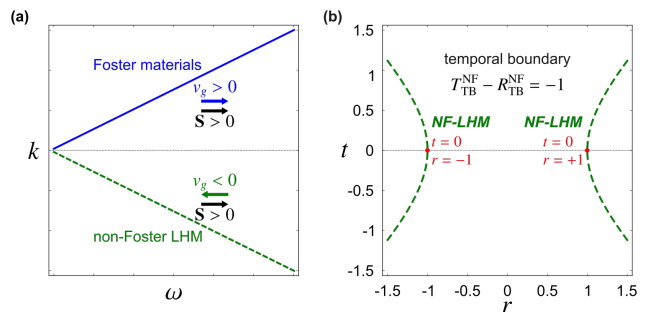 (a)
Foster materials
v_g > 0
S > 0
k
v_g < 0
S > 0
non-Foster LHM
ω
(b)
temporal boundary
T_TB^NF − R_TB^NF = −1
NF-LHM NF-LHM
t = 0 t = 0
r = −1 r = +1
t
1.5
1
0.5
0
-0.5
-1
-1.5
-1.5 -1 -0.5 0 0.5 1 1.5
r